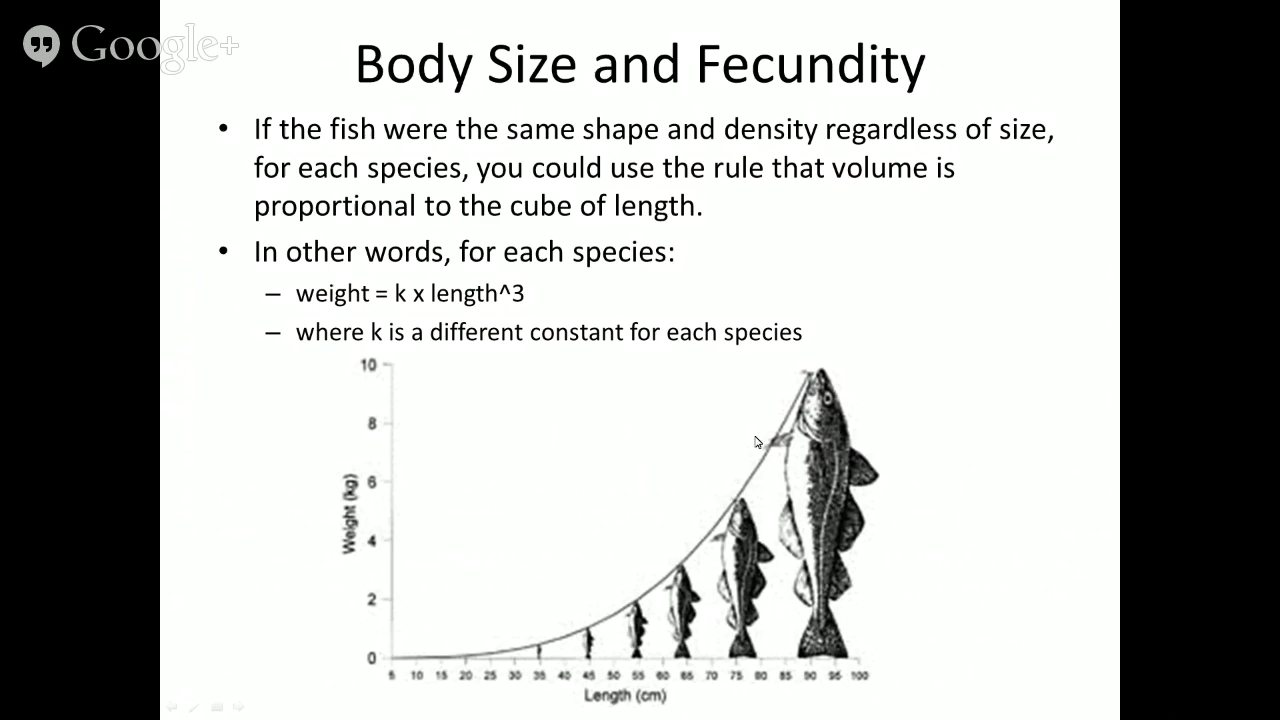 Google+
Body Size and Fecundity
• If the fish were the same shape and density regardless of size,
for each species, you could use the rule that volume is
proportional to the cube of length.
• In other words, for each species:
– weight = k x length^3
– where k is a different constant for each species
10
8
6
4
2
0
Weight (kg)
5 10 15 20 25 30 35 40 45 50 55 60 65 70 75 80 85 90 95 100
Length (cm)